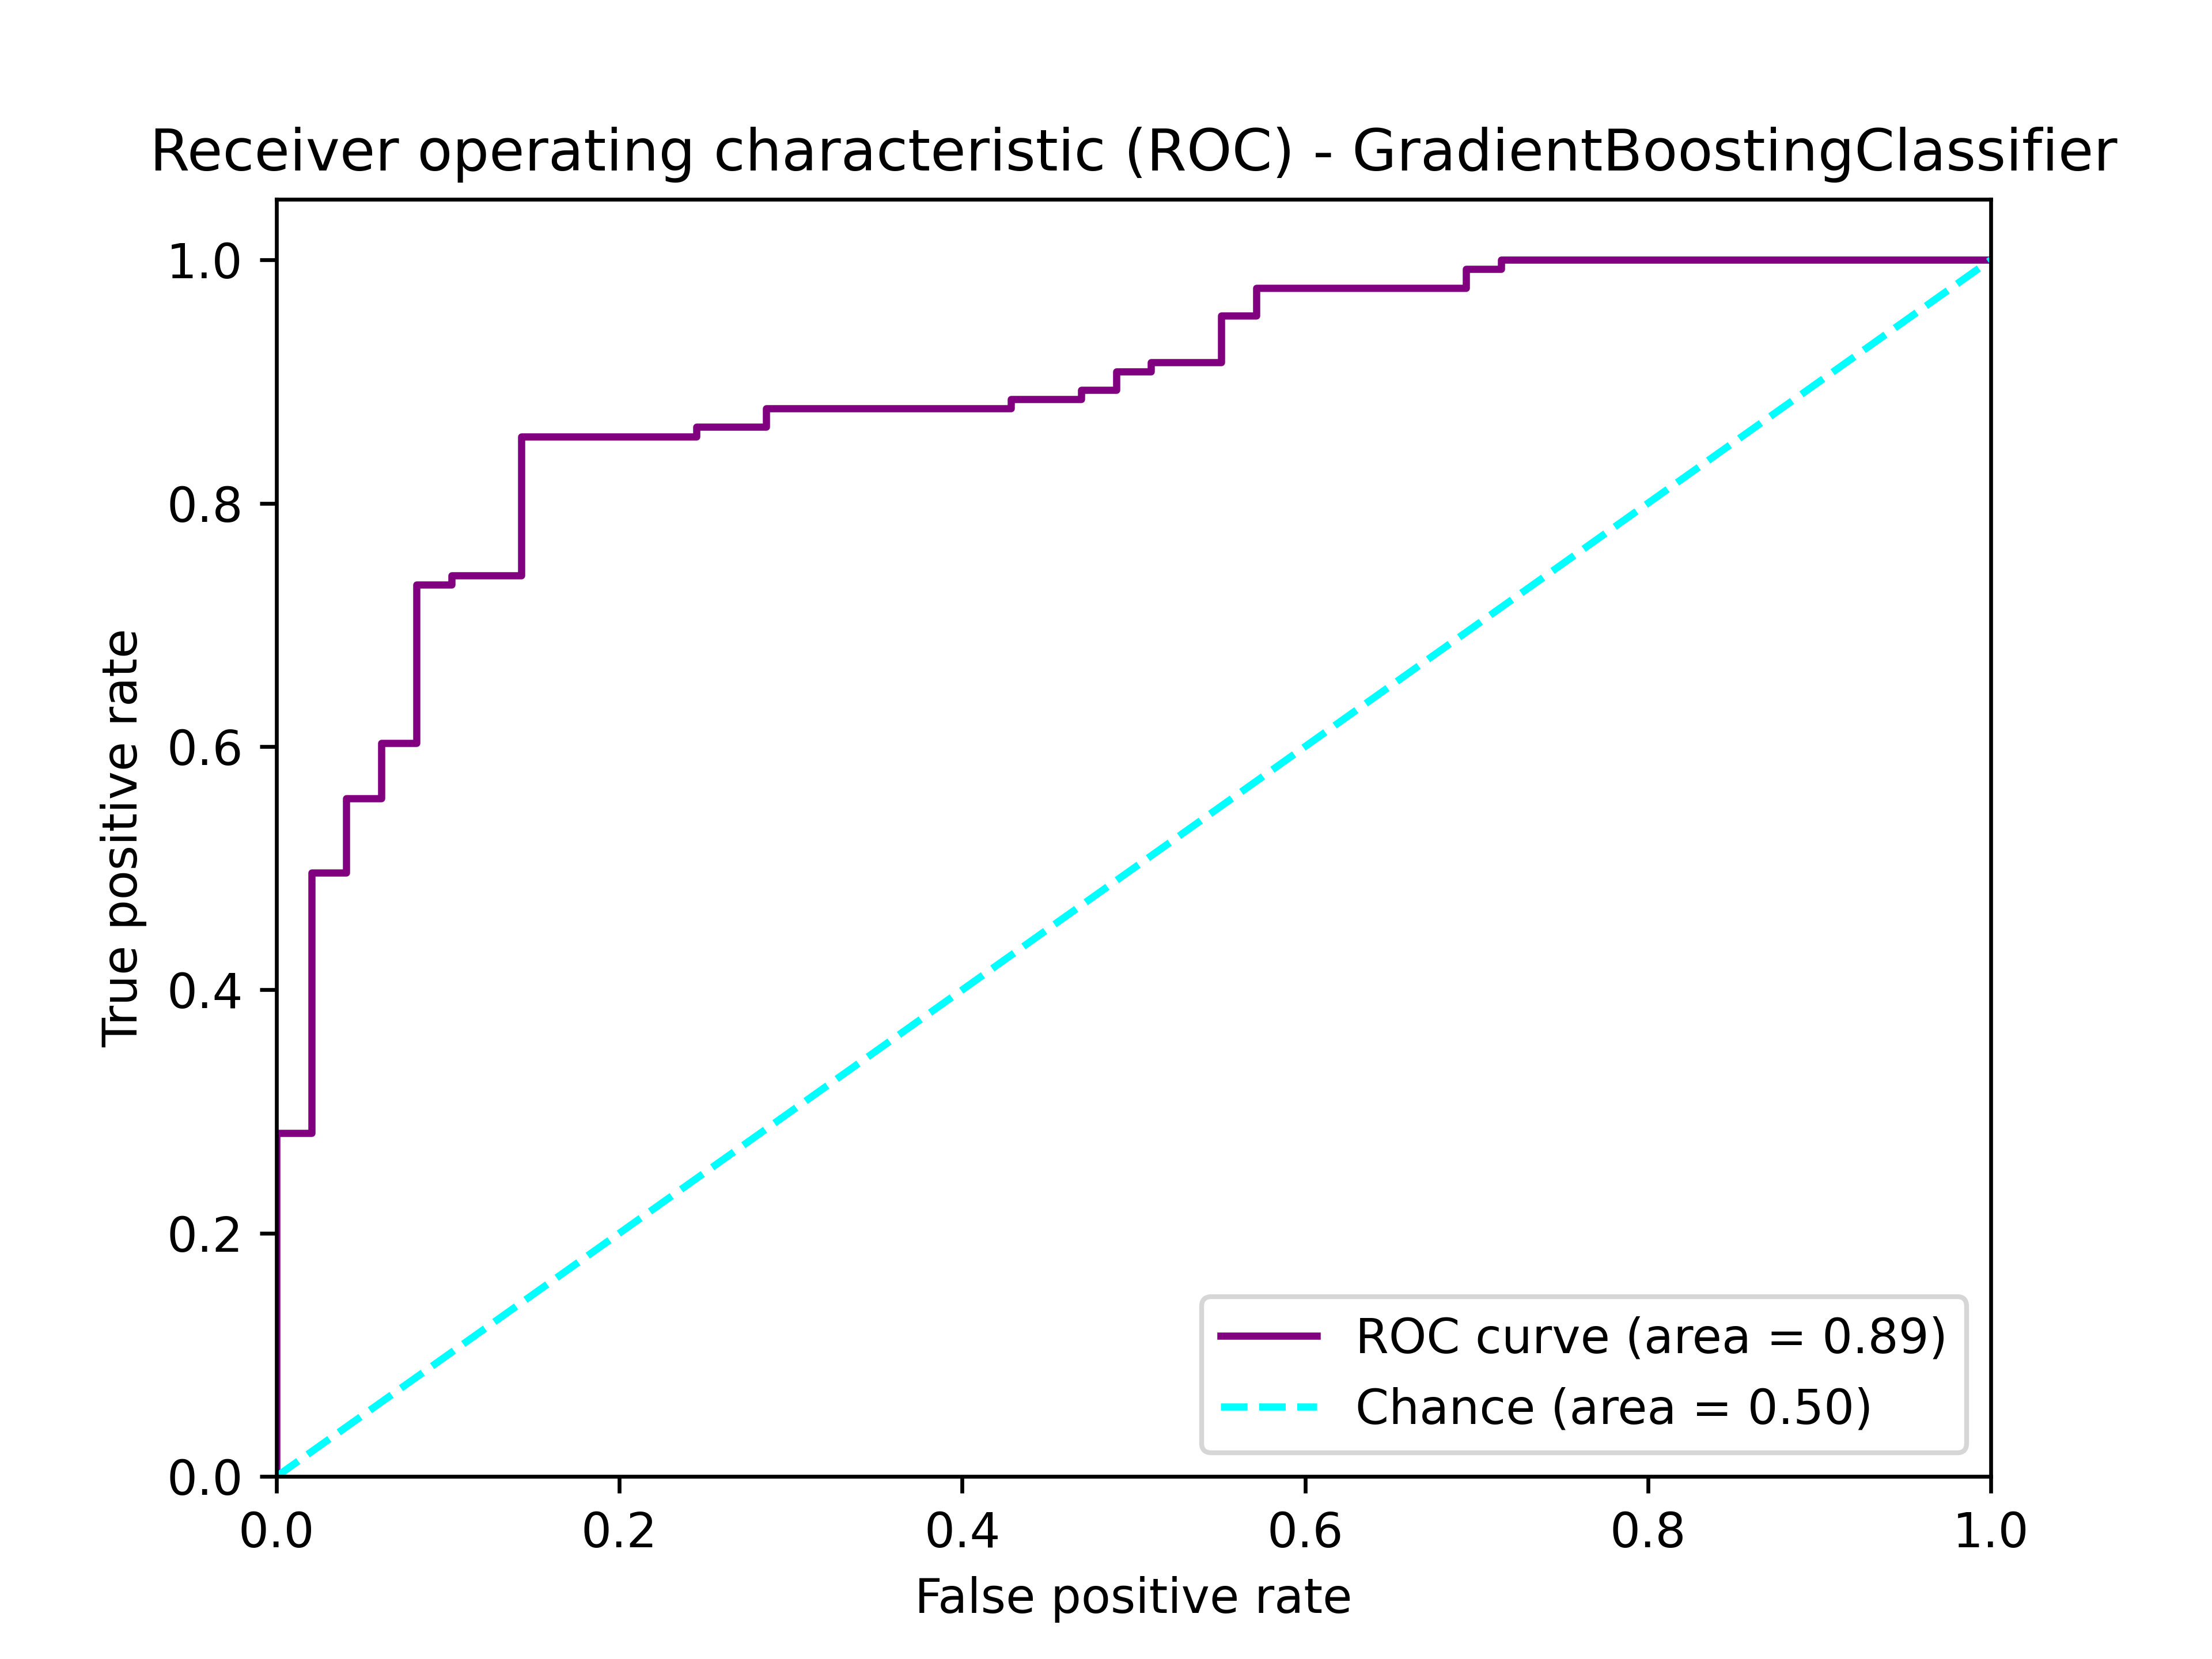 Receiver operating characteristic (ROC) - GradientBoostingClassifier
1.0
0.8
0.6
0.4
0.2
0.0
True positive rate
0.0 0.2 0.4 0.6 0.8 1.0
False positive rate
ROC curve (area = 0.89)
Chance (area = 0.50)